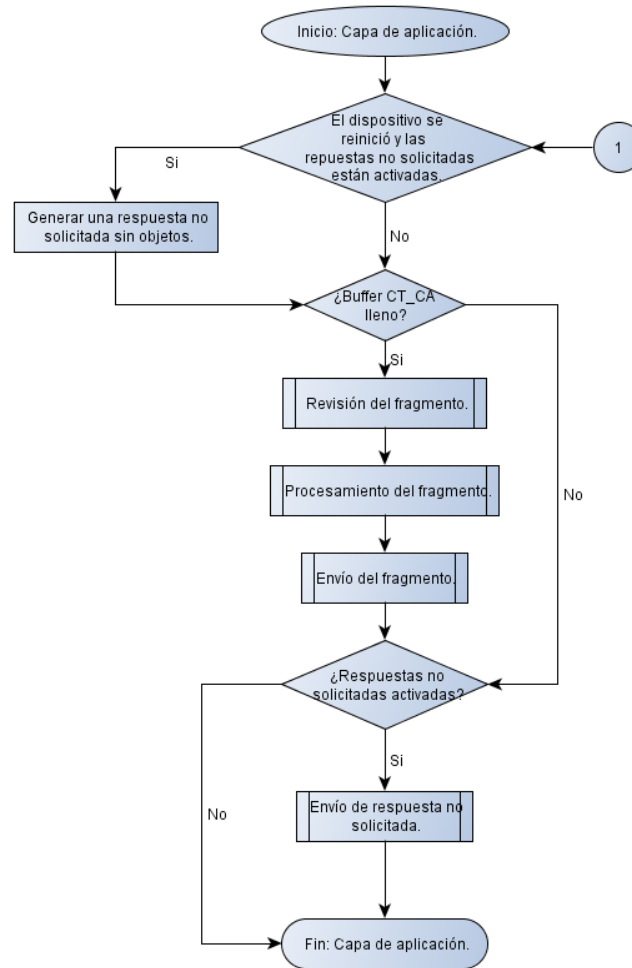 Inicio: Capa de aplicación.
El dispositivo se
reinició y las
repuestas no solicitadas
están activadas.
1
Si
Generar una respuesta no
solicitada sin objetos.
No
¿Buffer CT_CA
lleno?
Si
Revisión del fragmento.
Procesamiento del fragmento.
No
Envío del fragmento.
¿Respuestas no
solicitadas activadas?
Si
Envío de respuesta no
solicitada.
No
Fin: Capa de aplicación.